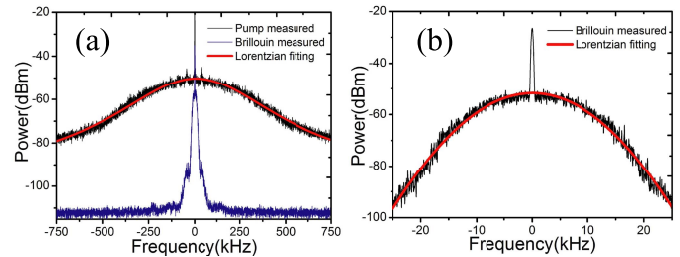 (a)
Pump measured
Brillouin measured
Lorentzian fitting
-20
-40
-60
-80
-100
Power(dBm)
-750 -500 -250 0 250 500 750
Frequency(kHz)
(b)
Brillouin measured
Lorentzian fitting
-20
-40
-60
-80
-100
Power(dBm)
-20 -10 0 10 20
Frequency(kHz)